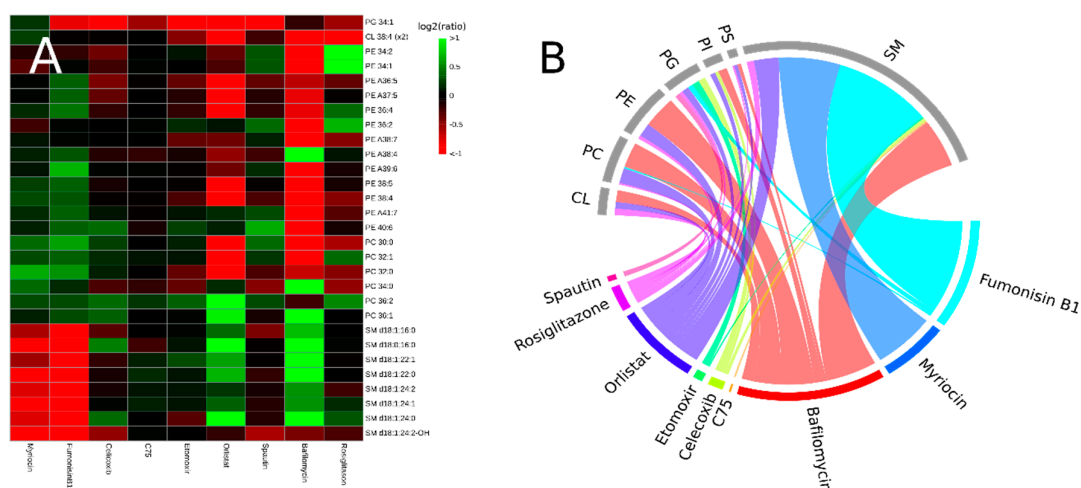 A
log2(ratio)
>1
0.5
0
-0.5
<-1
PG 34:1
CL 38:4 (x2)
PE 34:2
PE 34:1
PE A36:5
PE A37:5
PE 36:4
PE 36:2
PE A38:7
PE A38:4
PE A39:6
PE 38:5
PE 38:4
PE A41:7
PE 40:6
PC 30:0
PC 32:1
PC 32:0
PC 34:0
PC 36:2
PC 36:1
SM d18:1:16:0
SM d18:0:16:0
SM d18:1:22:1
SM d18:1:22:0
SM d18:1:24:2
SM d18:1:24:1
SM d18:1:24:0
SM d18:1:24:2-OH
Myriocin
FumonisinB1
Celecoxib
C75
Etomoxir
Orlistat
Spautin
Bafilomycin
Rosiglitason
B
CL
PC
PE
PG
PI
PS
SM
Fumonisin B1
Myriocin
Bafilomycin
C75
Celecoxib
Etomoxir
Orlistat
Rosiglitazone
Spautin